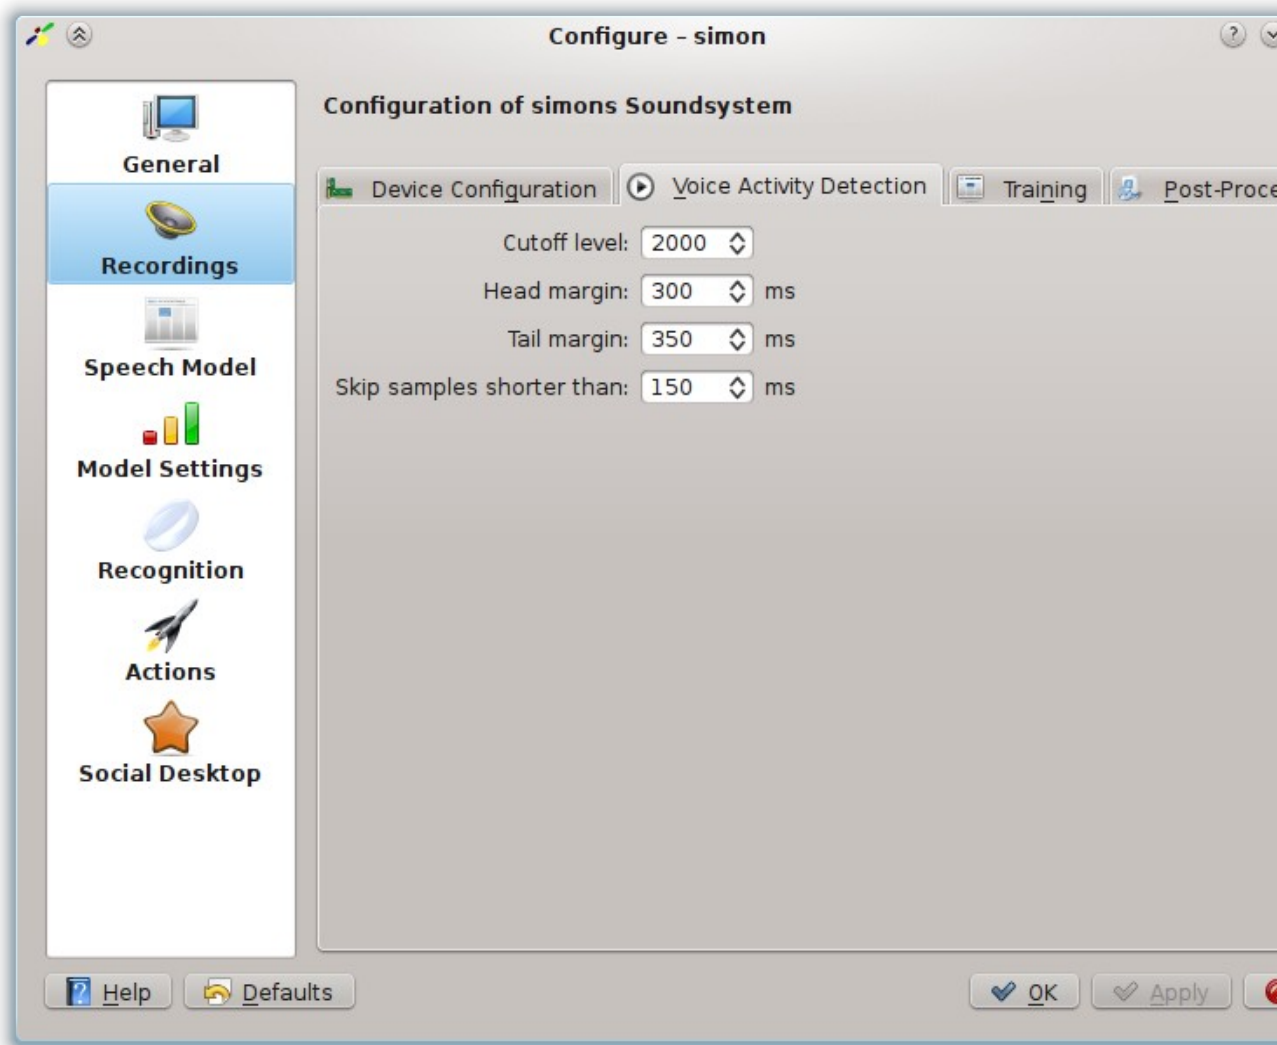 Configure – simon
General
Recordings
Speech Model
Model Settings
Recognition
Actions
Social Desktop
Configuration of simons Soundsystem
Device Configuration Voice Activity Detection Training Post-Proce
Cutoff level: 2000
Head margin: 300 ms
Tail margin: 350 ms
Skip samples shorter than: 150 ms
Help Defaults OK Apply